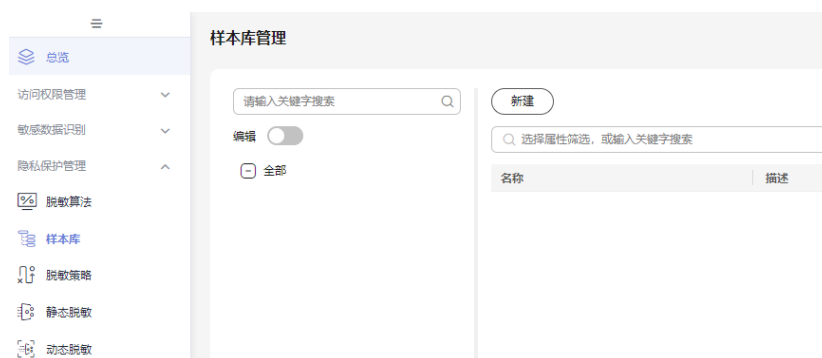 总览
访问权限管理
敏感数据识别
隐私保护管理
脱敏算法
样本库
脱敏策略
静态脱敏
动态脱敏
样本库管理
请输入关键字搜索
编辑
全部
新建
选择属性筛选，或输入关键字搜索
名称 描述